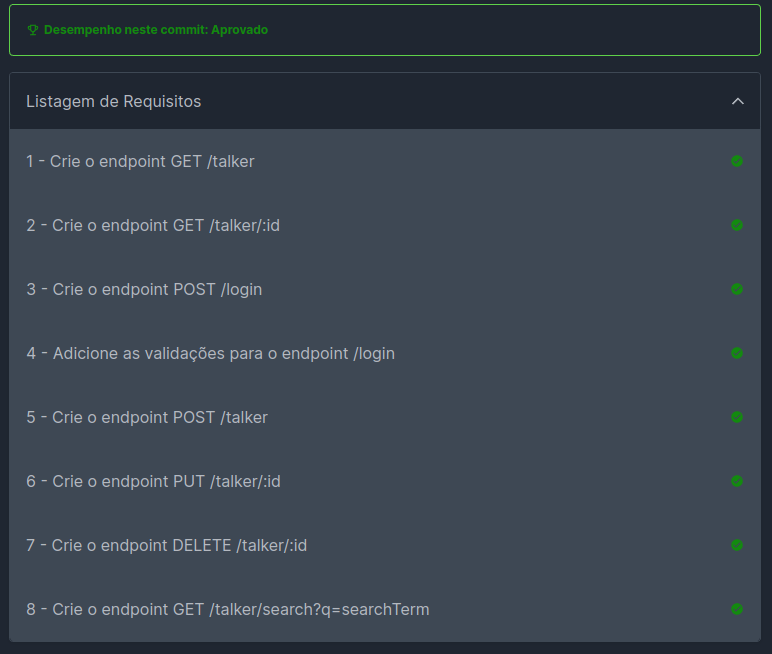 Desempenho neste commit: Aprovado
Listagem de Requisitos
1 - Crie o endpoint GET /talker
2 - Crie o endpoint GET /talker/:id
3 - Crie o endpoint POST /login
4 - Adicione as validações para o endpoint /login
5 - Crie o endpoint POST /talker
6 - Crie o endpoint PUT /talker/:id
7 - Crie o endpoint DELETE /talker/:id
8 - Crie o endpoint GET /talker/search?q=searchTerm